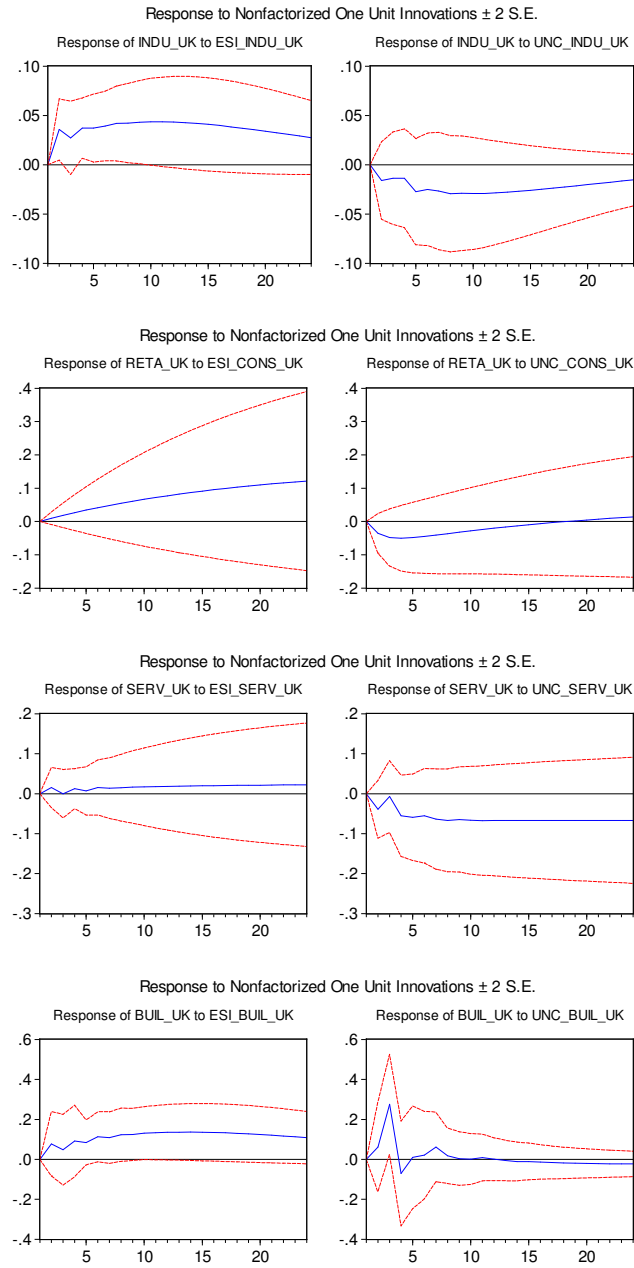 Response to Nonfactorized One Unit Innovations ± 2 S.E.
Response of INDU_UK to ESI_INDU_UK
.10
.05
.00
-.05
-.10
5 10 15 20
Response of INDU_UK to UNC_INDU_UK
.10
.05
.00
-.05
-.10
5 10 15 20
Response to Nonfactorized One Unit Innovations ± 2 S.E.
Response of RETA_UK to ESI_CONS_UK
.4
.3
.2
.1
.0
-.1
-.2
5 10 15 20
Response of RETA_UK to UNC_CONS_UK
.4
.3
.2
.1
.0
-.1
-.2
5 10 15 20
Response to Nonfactorized One Unit Innovations ± 2 S.E.
Response of SERV_UK to ESI_SERV_UK
.2
.1
.0
-.1
-.2
-.3
5 10 15 20
Response of SERV_UK to UNC_SERV_UK
.2
.1
.0
-.1
-.2
-.3
5 10 15 20
Response to Nonfactorized One Unit Innovations ± 2 S.E.
Response of BUIL_UK to ESI_BUIL_UK
.6
.4
.2
.0
-.2
-.4
5 10 15 20
Response of BUIL_UK to UNC_BUIL_UK
.6
.4
.2
.0
-.2
-.4
5 10 15 20